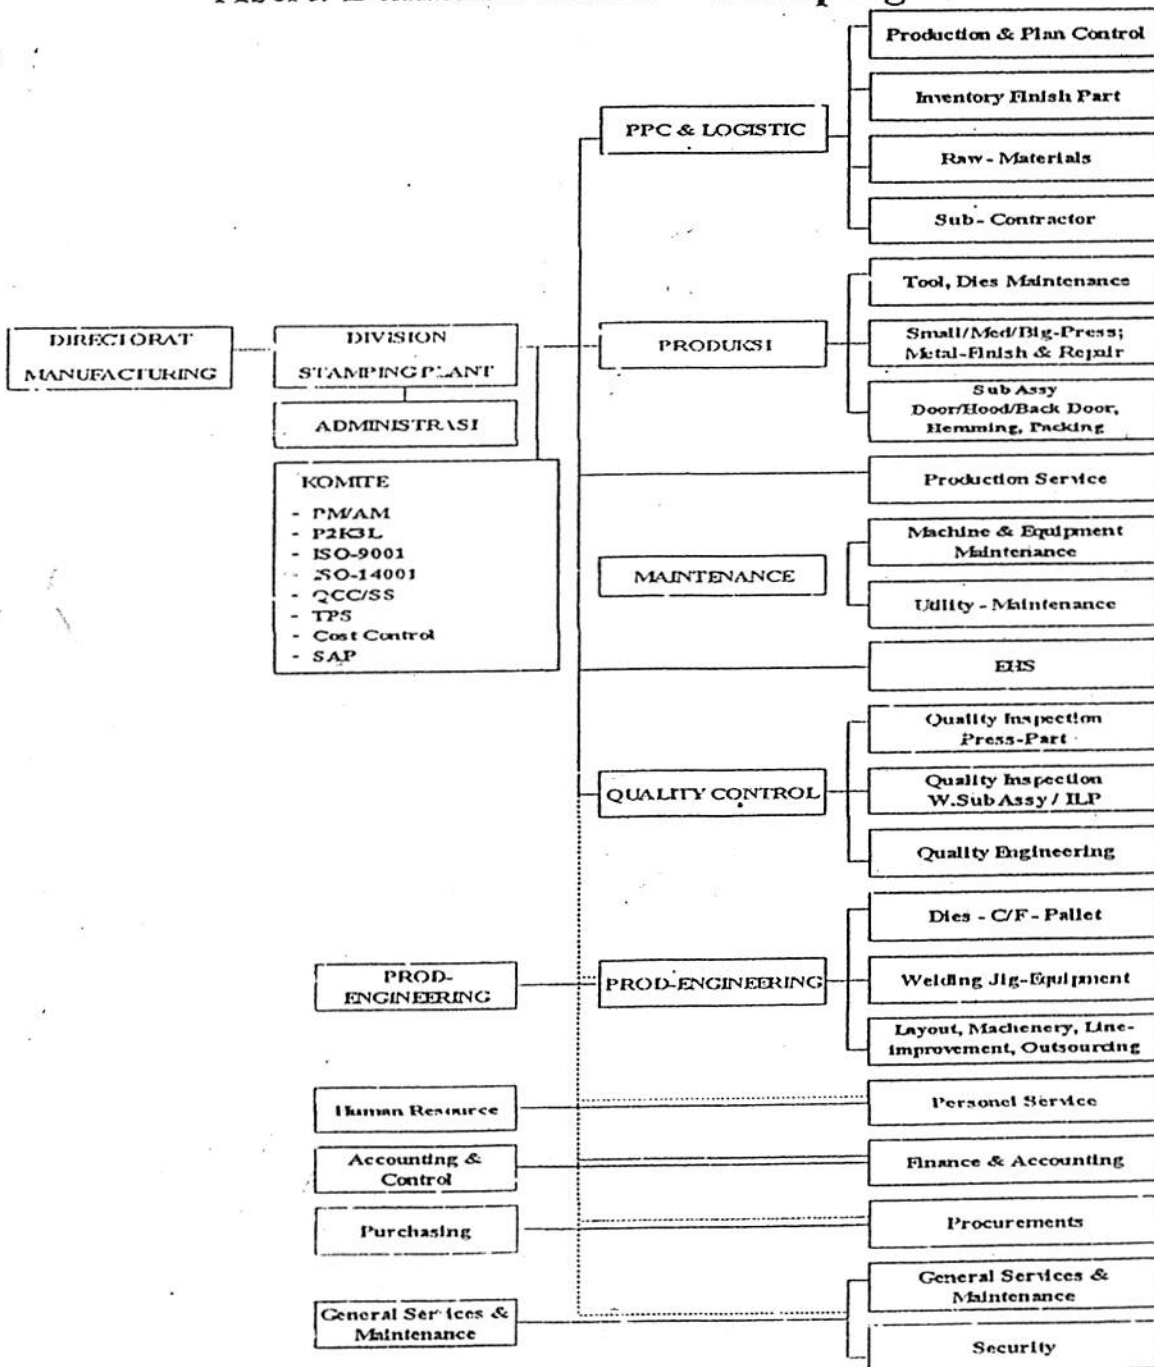 Production & Plan Control
Inventory Finish Part
PPC & LOGISTIC
Raw - Materials
Sub - Contractor
Tool, Dies Maintenance
DIRECTORAT
MANUFACTURING
DIVISION
STAMPING PLANT
PRODUKSI
Small/Med/Big-Press;
Metal-Finish & Repair
ADMINISTRASI
Sub Assy
Door/Hood/Back Door,
Hemming, Packing
KOMITE
- PM/AM
- P2K3L
- ISO-9001
- ISO-14001
- QCC/SS
- TPS
- Cost Control
- SAP
Production Service
MAINTENANCE
Machine & Equipment
Maintenance
Utility - Maintenance
EHS
Quality Inspection
Press-Part
QUALITY CONTROL
Quality Inspection
W.Sub Assy / ILP
Quality Engineering
Dies - C/F - Pallet
PROD-
ENGINEERING
PROD-ENGINEERING
Welding Jig-Equipment
Layout, Machenery, Line-
improvement, Outsourcing
Human Resource
Personel Service
Accounting &
Control
Finance & Accounting
Purchasing
Procurements
General Services &
Maintenance
General Services &
Maintenance
Security